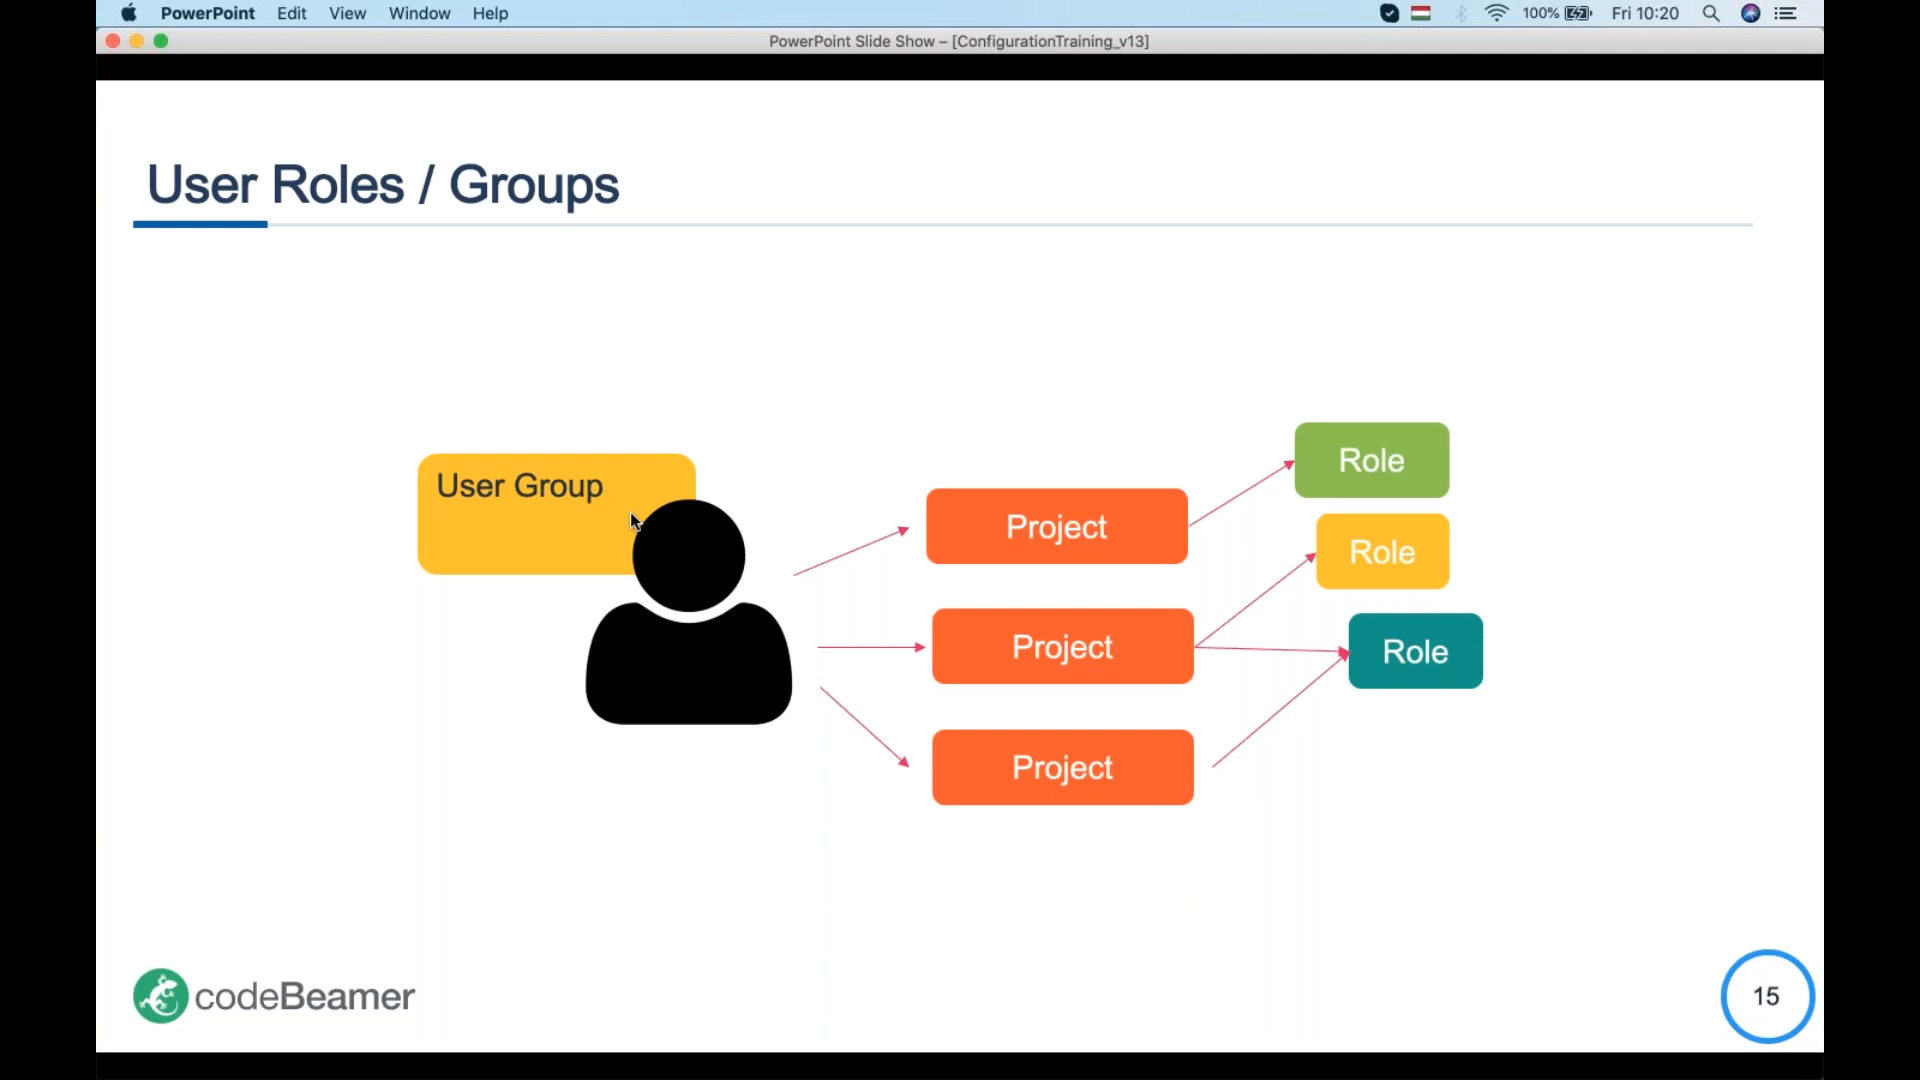 PowerPoint Edit View Window Help 100% Fri 10:20
PowerPoint Slide Show – [ConfigurationTraining_v13]
User Roles / Groups
User Group
Project
Project
Project
Role
Role
Role
codeBeamer
15